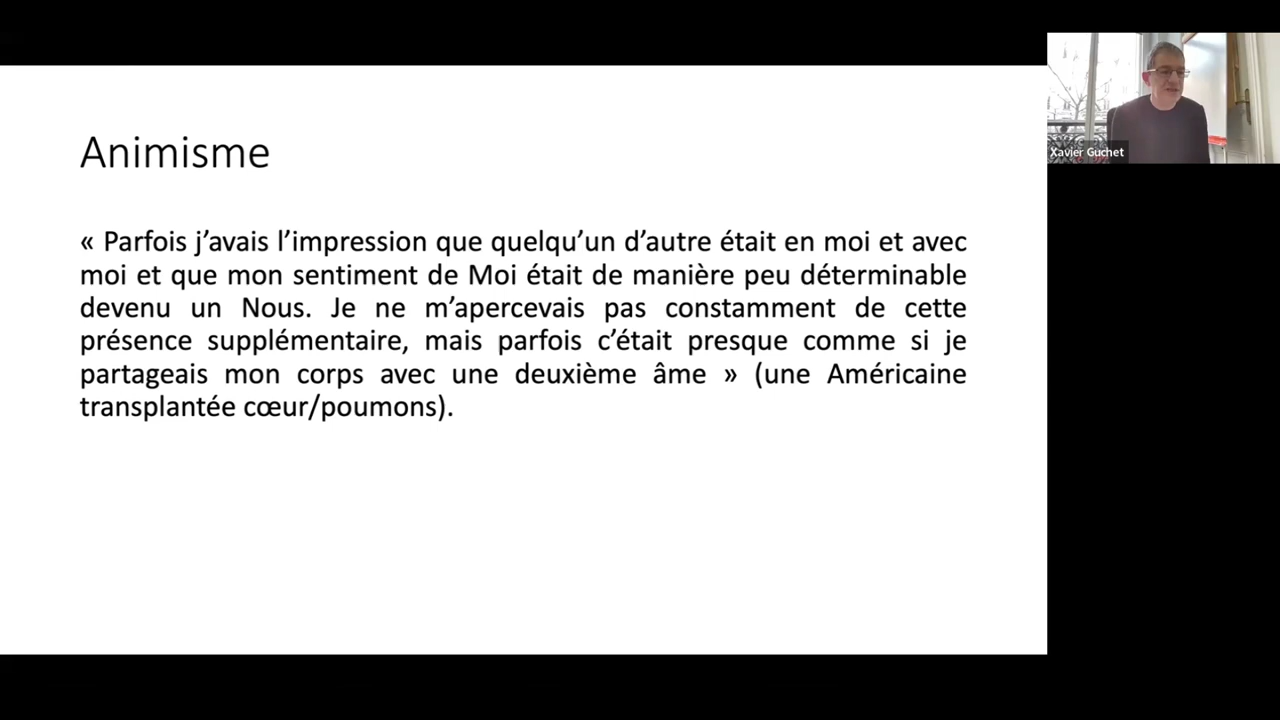 Animisme
« Parfois j’avais l’impression que quelqu’un d’autre était en moi et avec
moi et que mon sentiment de Moi était de manière peu déterminable
devenu un Nous. Je ne m’apercevais pas constamment de cette
présence supplémentaire, mais parfois c’était presque comme si je
partageais mon corps avec une deuxième âme » (une Américaine
transplantée cœur/poumons).
Xavier Guchet